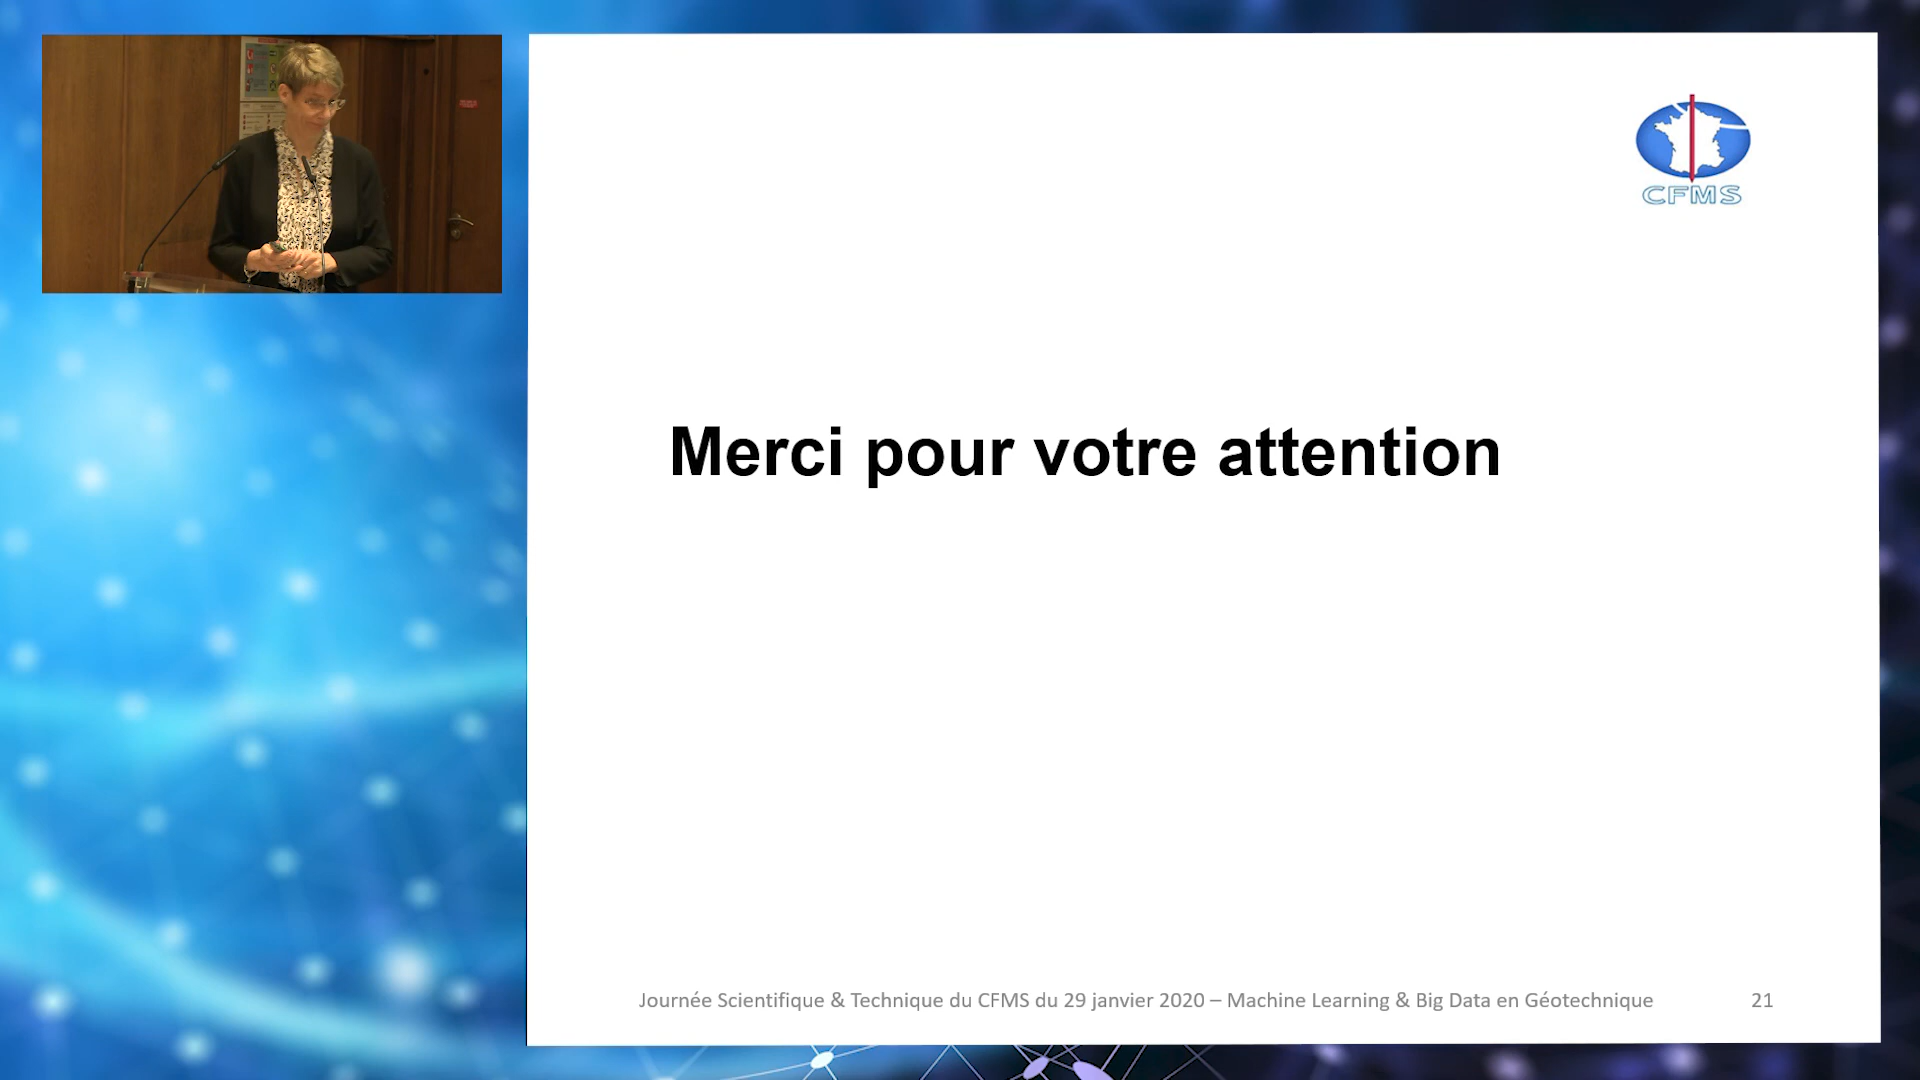 CFMS
Merci pour votre attention
Journée Scientifique & Technique du CFMS du 29 janvier 2020 – Machine Learning & Big Data en Géotechnique 21